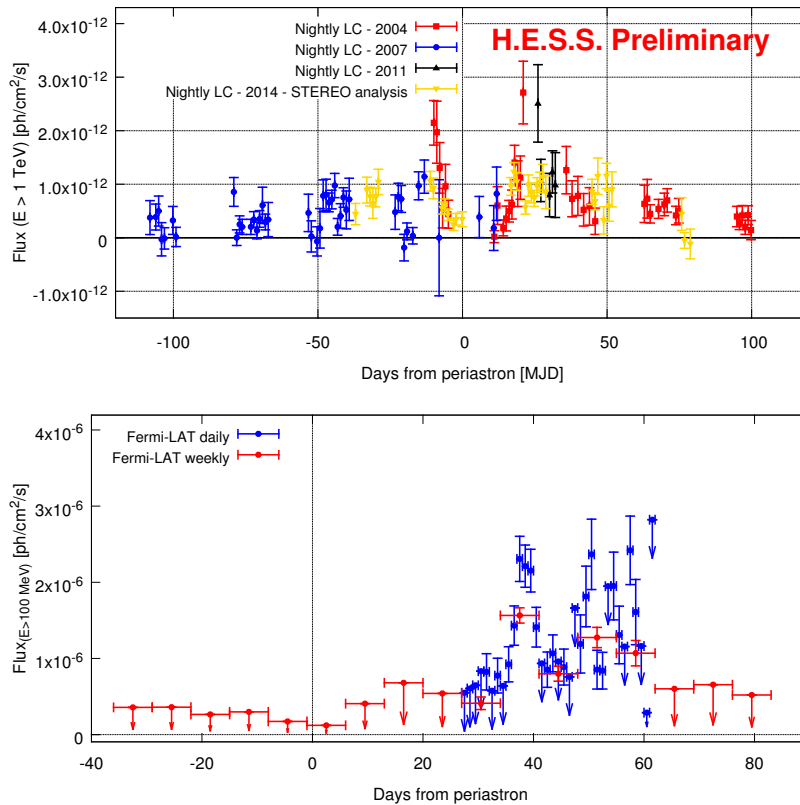 H.E.S.S. Preliminary
Nightly LC - 2004
Nightly LC - 2007
Nightly LC - 2011
Nightly LC - 2014 - STEREO analysis
Flux (E > 1 TeV) [ph/cm²/s]
4.0x10⁻¹²
3.0x10⁻¹²
2.0x10⁻¹²
1.0x10⁻¹²
0
-1.0x10⁻¹²
-100 -50 0 50 100
Days from periastron [MJD]
Fermi-LAT daily
Fermi-LAT weekly
Flux(E>100 MeV) [ph/cm²/s]
4x10⁻⁶
3x10⁻⁶
2x10⁻⁶
1x10⁻⁶
0
-40 -20 0 20 40 60 80
Days from periastron